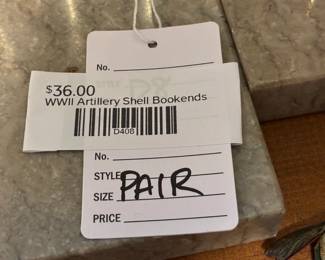 No.
$36.00
WWII Artillery Shell Bookends
D408
No.
STYLE
SIZE PAIR
PRICE